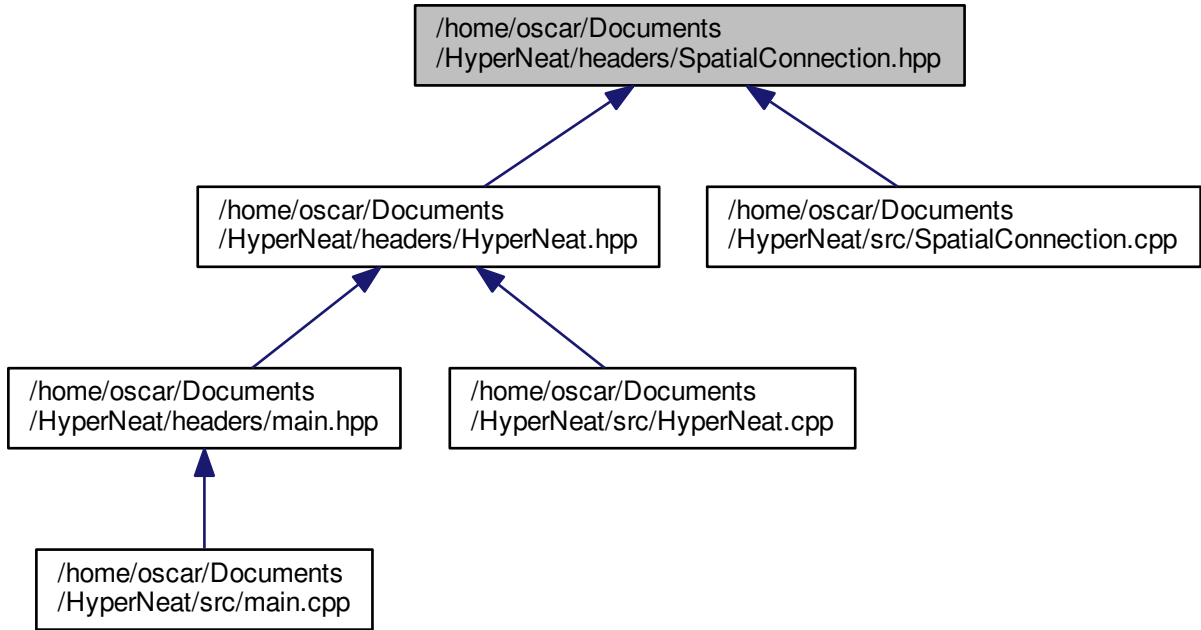 /home/oscar/Documents
/HyperNeat/headers/SpatialConnection.hpp
/home/oscar/Documents
/HyperNeat/headers/HyperNeat.hpp
/home/oscar/Documents
/HyperNeat/src/SpatialConnection.cpp
/home/oscar/Documents
/HyperNeat/headers/main.hpp
/home/oscar/Documents
/HyperNeat/src/HyperNeat.cpp
/home/oscar/Documents
/HyperNeat/src/main.cpp